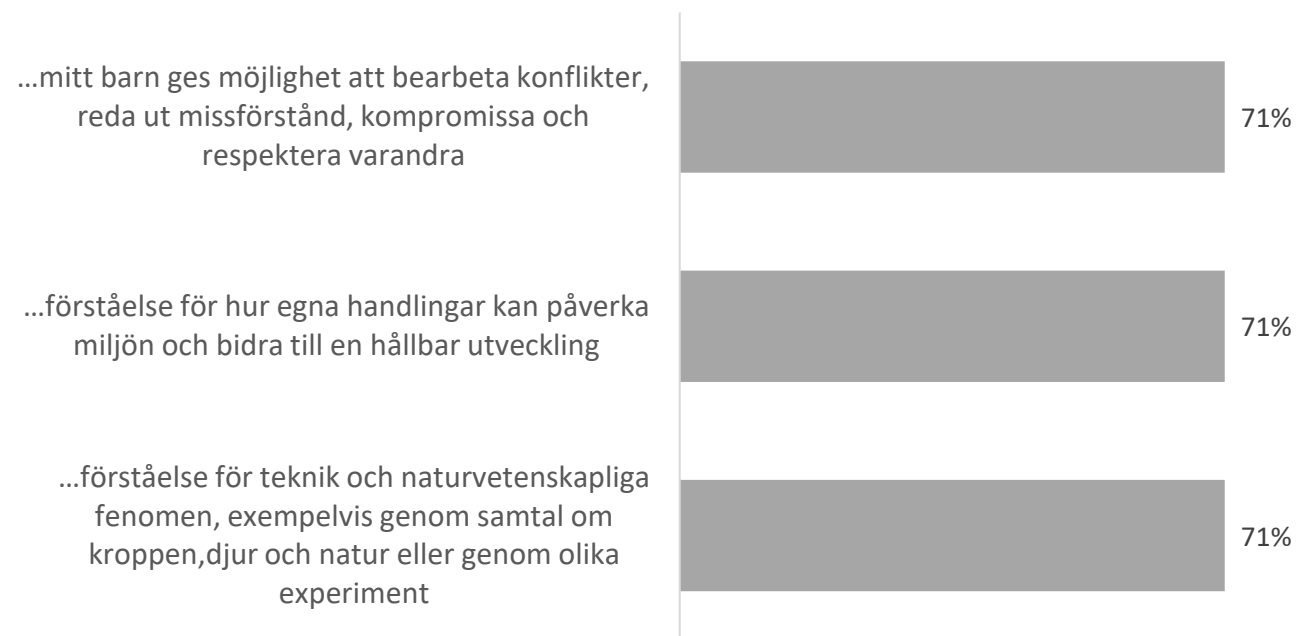 …mitt barn ges möjlighet att bearbeta konflikter,
reda ut missförstånd, kompromissa och
respektera varandra
71%
…förståelse för hur egna handlingar kan påverka
miljön och bidra till en hållbar utveckling
71%
…förståelse för teknik och naturvetenskapliga
fenomen, exempelvis genom samtal om
kroppen,djur och natur eller genom olika
experiment
71%